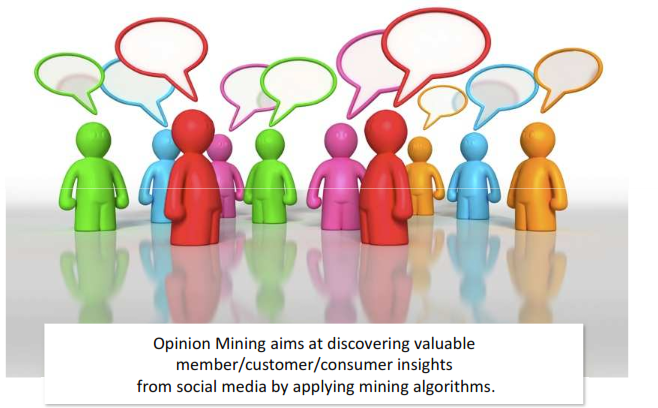 Opinion Mining aims at discovering valuable
member/customer/consumer insights
from social media by applying mining algorithms.